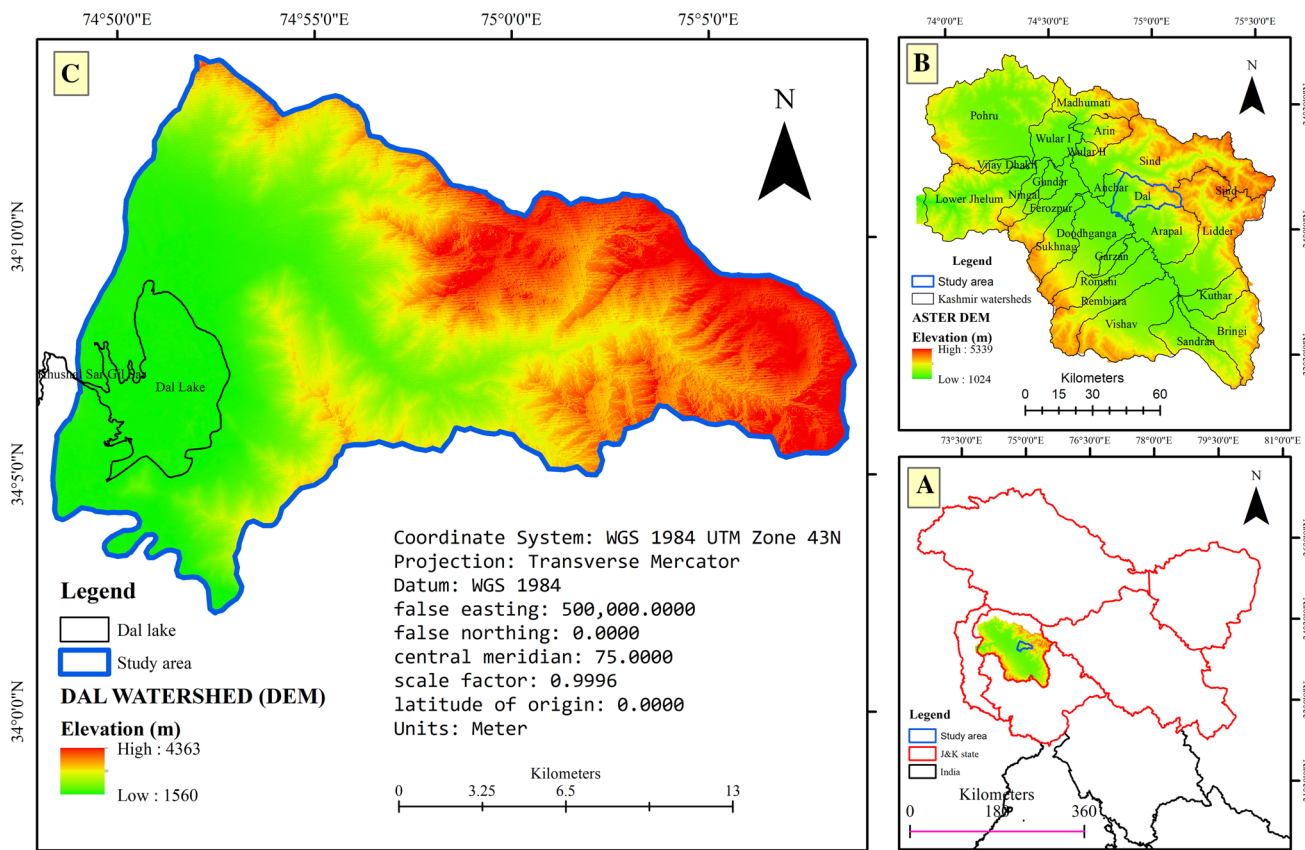 74°50'0"E 74°55'0"E 75°0'0"E 75°5'0"E
C
N
34°10'0"N
34°5'0"N
34°0'0"N
Dal Lake
Legend
Dal lake
Study area
DAL WATERSHED (DEM)
Elevation (m)
High : 4363
Low : 1560
Coordinate System: WGS 1984 UTM Zone 43N
Projection: Transverse Mercator
Datum: WGS 1984
false easting: 500,000.0000
false northing: 0.0000
central meridian: 75.0000
scale factor: 0.9996
latitude of origin: 0.0000
Units: Meter
Kilometers
0 3.25 6.5 13
74°0'0"E 74°30'0"E 75°0'0"E 75°30'0"E
B
N
Pohru
Madhumati
Wular I
Arin
Wular II
Sind
Vijay Dhakil
Gundar
Anchar
Dal
Sind
Lower Jhelum
Ningal
Ferozpur
Doodhganga
Arapal
Lidder
Sukhnag
Garzan
Romshi
Rembiara
Kuthar
Vishav
Bringi
Sandran
Legend
Study area
Kashmir watersheds
ASTER DEM
Elevation (m)
High : 5339
Low : 1024
Kilometers
0 15 30 45 60
73°30'0"E 75°0'0"E 76°30'0"E 78°0'0"E 79°30'0"E 81°0'0"E
A
N
Legend
Study area
J&K state
India
Kilometers
0 180 360